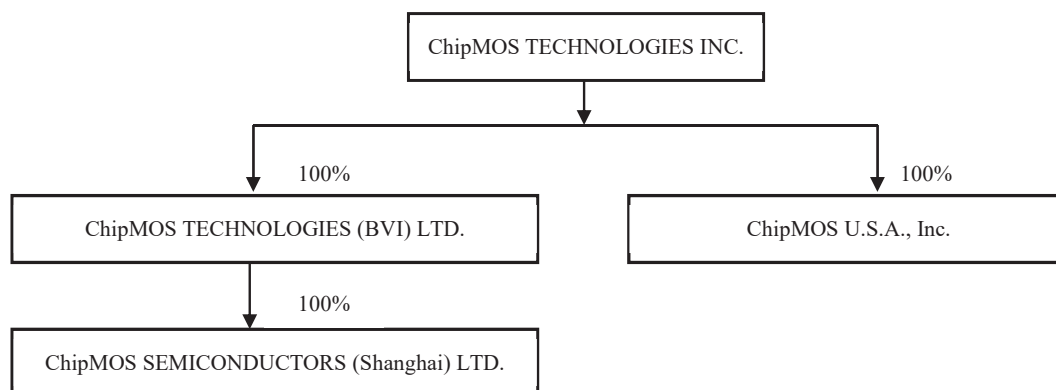 ChipMOS TECHNOLOGIES INC.
100%
100%
ChipMOS TECHNOLOGIES (BVI) LTD.
ChipMOS U.S.A., Inc.
100%
ChipMOS SEMICONDUCTORS (Shanghai) LTD.